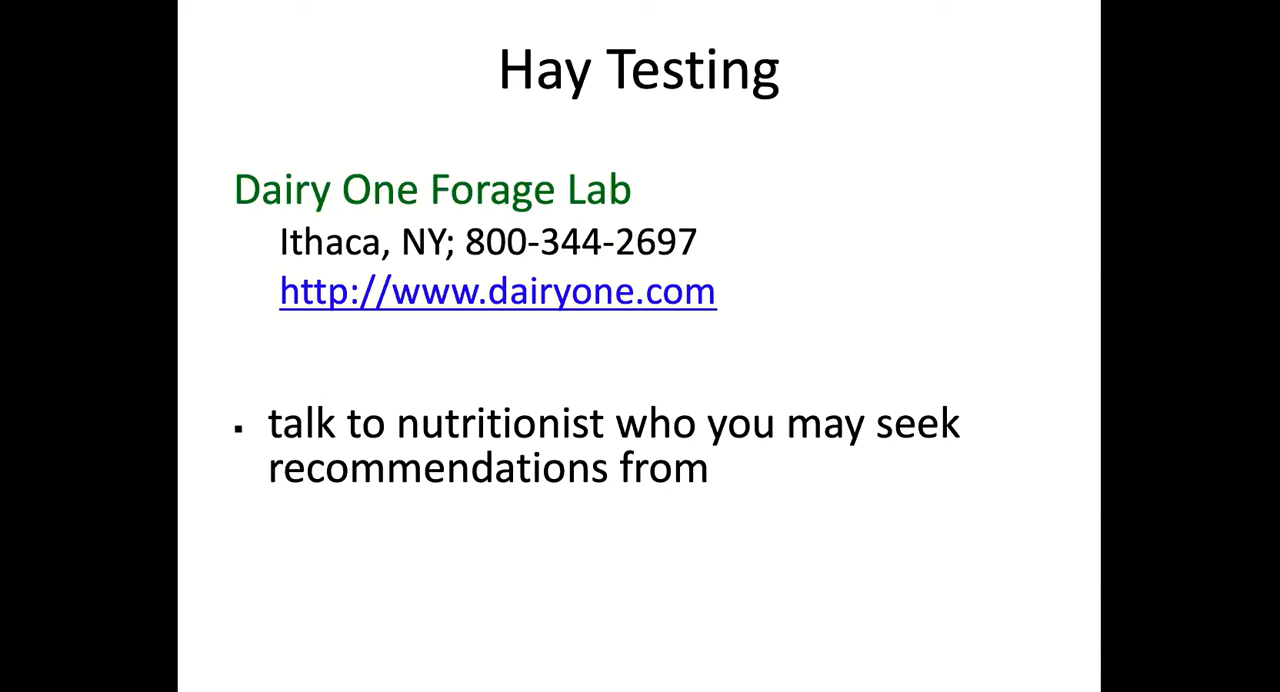 Hay Testing
Dairy One Forage Lab
Ithaca, NY; 800-344-2697
http://www.dairyone.com
▪ talk to nutritionist who you may seek
recommendations from